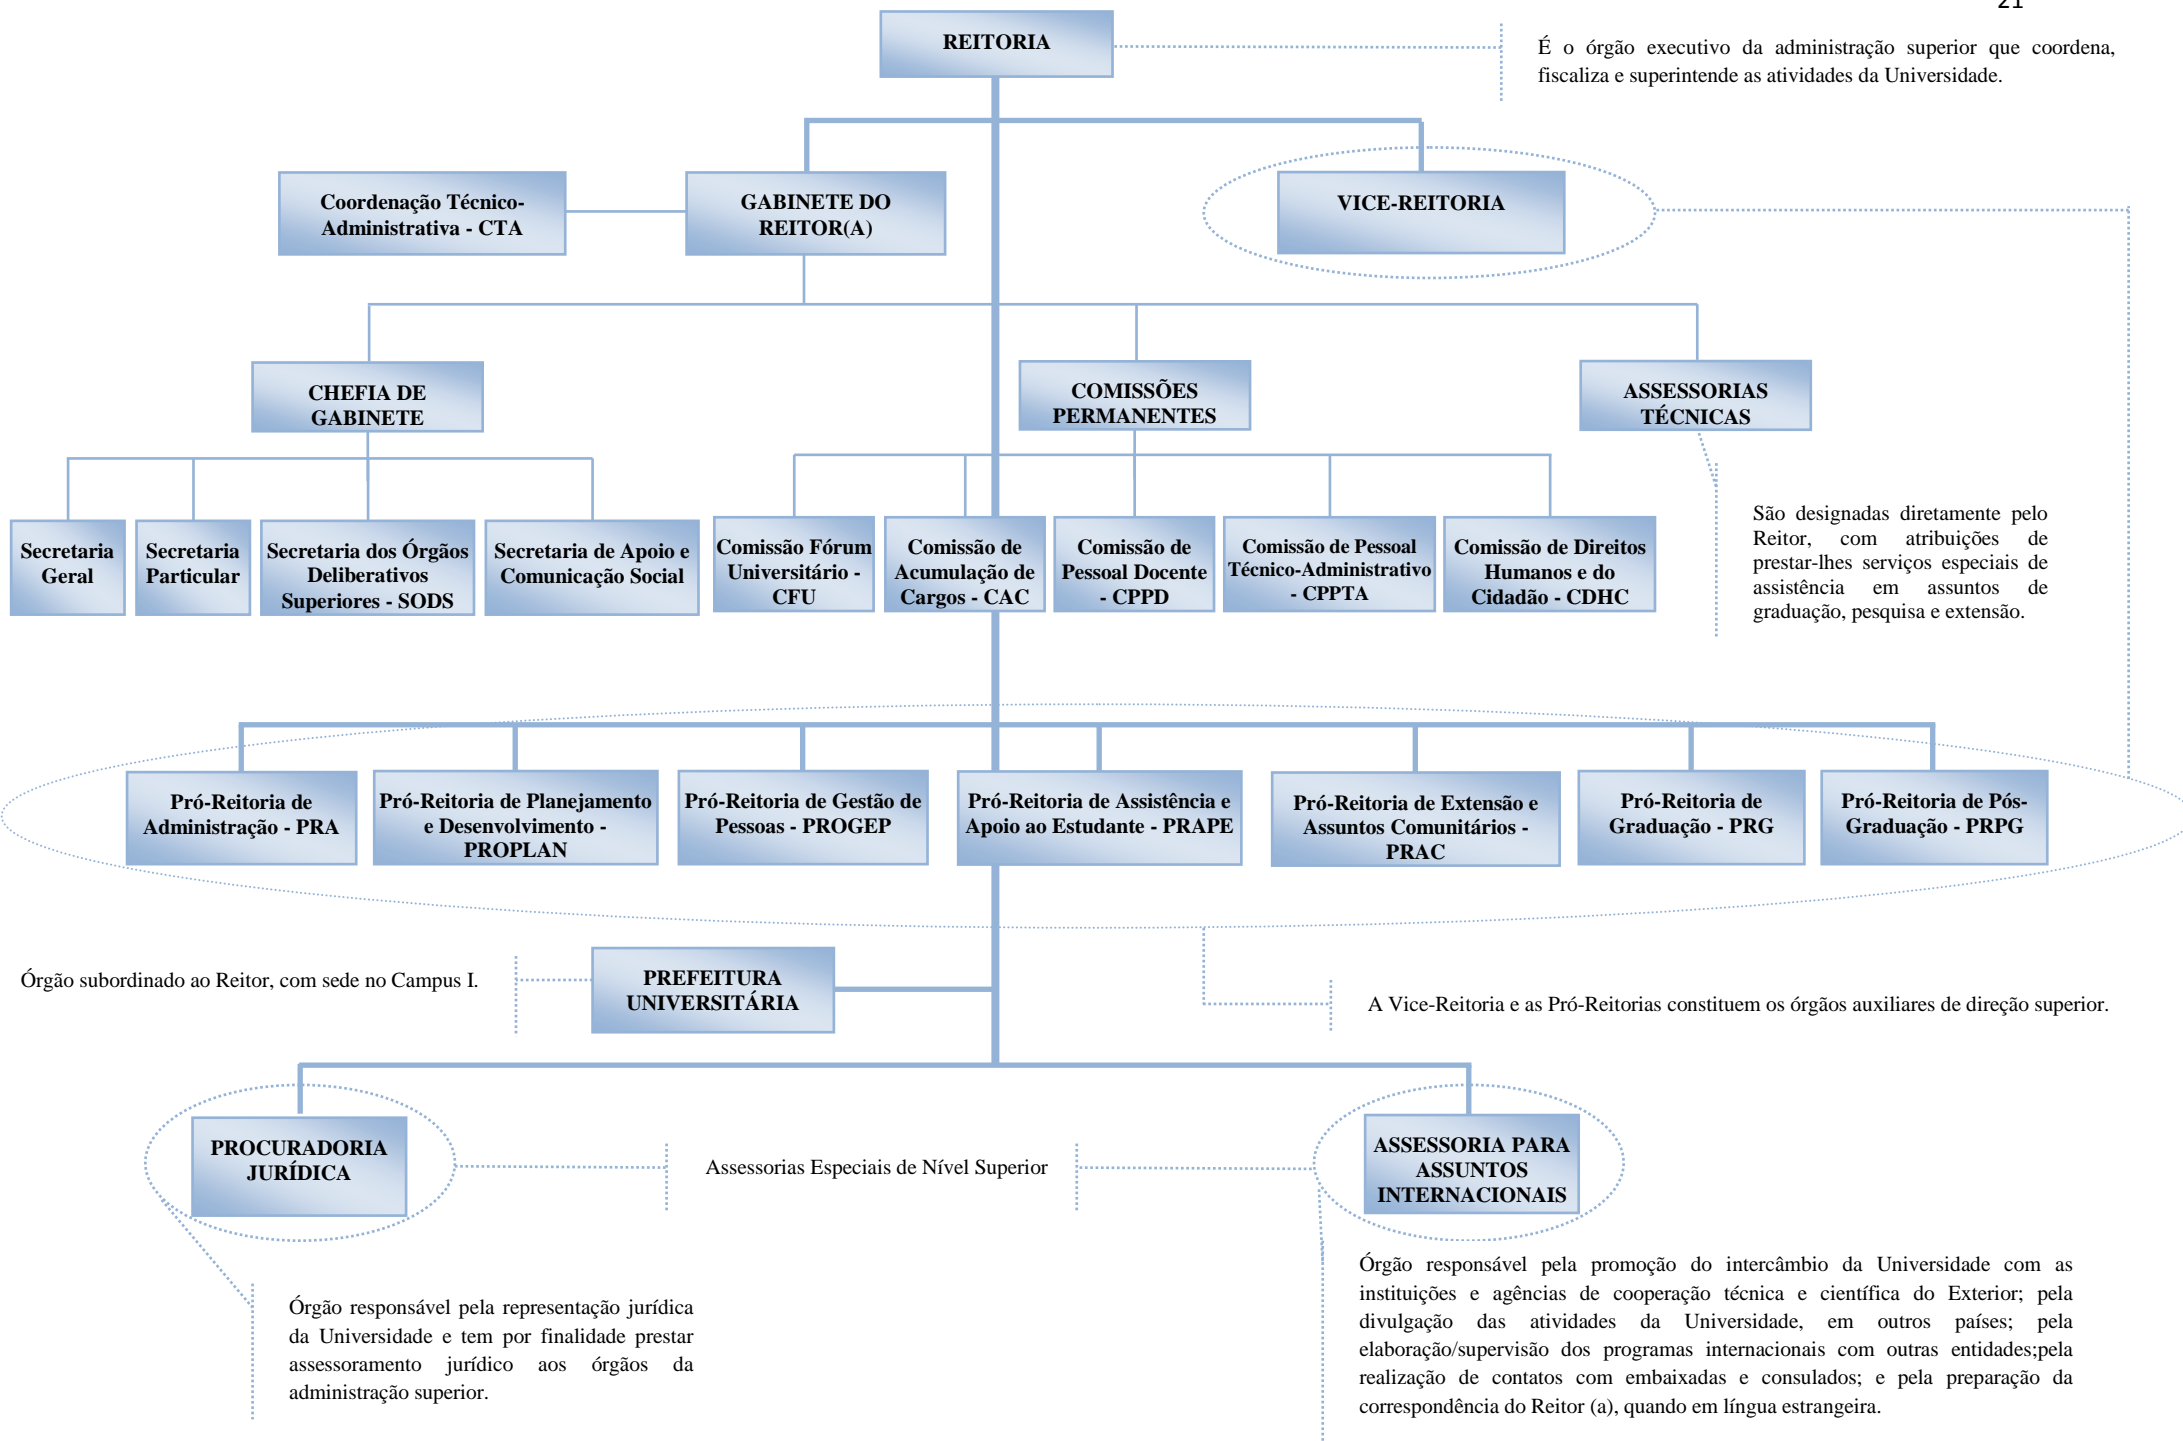 21
REITORIA
É o órgão executivo da administração superior que coordena,
fiscaliza e superintende as atividades da Universidade.
Coordenação Técnico-
Administrativa - CTA
GABINETE DO
REITOR(A)
VICE-REITORIA
CHEFIA DE
GABINETE
COMISSÕES
PERMANENTES
ASSESSORIAS
TÉCNICAS
São designadas diretamente pelo
Reitor, com atribuições de
prestar-lhes serviços especiais de
assistência em assuntos de
graduação, pesquisa e extensão.
Secretaria
Geral
Secretaria
Particular
Secretaria dos Órgãos
Deliberativos
Superiores - SODS
Secretaria de Apoio e
Comunicação Social
Comissão Fórum
Universitário -
CFU
Comissão de
Acumulação de
Cargos - CAC
Comissão de
Pessoal Docente
- CPPD
Comissão de Pessoal
Técnico-Administrativo
- CPPTA
Comissão de Direitos
Humanos e do
Cidadão - CDHC
Pró-Reitoria de
Administração - PRA
Pró-Reitoria de Planejamento
e Desenvolvimento -
PROPLAN
Pró-Reitoria de Gestão de
Pessoas - PROGEP
Pró-Reitoria de Assistência e
Apoio ao Estudante - PRAPE
Pró-Reitoria de Extensão e
Assuntos Comunitários -
PRAC
Pró-Reitoria de
Graduação - PRG
Pró-Reitoria de Pós-
Graduação - PRPG
Órgão subordinado ao Reitor, com sede no Campus I.
PREFEITURA
UNIVERSITÁRIA
A Vice-Reitoria e as Pró-Reitorias constituem os órgãos auxiliares de direção superior.
PROCURADORIA
JURÍDICA
Assessorias Especiais de Nível Superior
ASSESSORIA PARA
ASSUNTOS
INTERNACIONAIS
Órgão responsável pela representação jurídica
da Universidade e tem por finalidade prestar
assessoramento jurídico aos órgãos da
administração superior.
Órgão responsável pela promoção do intercâmbio da Universidade com as
instituições e agências de cooperação técnica e científica do Exterior; pela
divulgação das atividades da Universidade, em outros países; pela
elaboração/supervisão dos programas internacionais com outras entidades;pela
realização de contatos com embaixadas e consulados; e pela preparação da
correspondência do Reitor (a), quando em língua estrangeira.